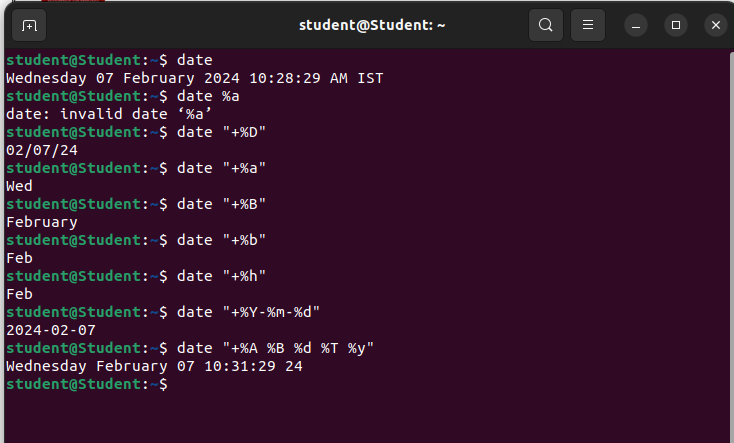 student@Student: ~
student@Student:~$ date
Wednesday 07 February 2024 10:28:29 AM IST
student@Student:~$ date %a
date: invalid date ‘%a’
student@Student:~$ date "+%D"
02/07/24
student@Student:~$ date "+%a"
Wed
student@Student:~$ date "+%B"
February
student@Student:~$ date "+%b"
Feb
student@Student:~$ date "+%h"
Feb
student@Student:~$ date "+%Y-%m-%d"
2024-02-07
student@Student:~$ date "+%A %B %d %T %y"
Wednesday February 07 10:31:29 24
student@Student:~$